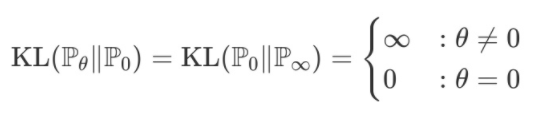 KL(ℙ_θ‖ℙ_0) = KL(ℙ_0‖ℙ_∞) = { ∞ : θ ≠ 0
0 : θ = 0